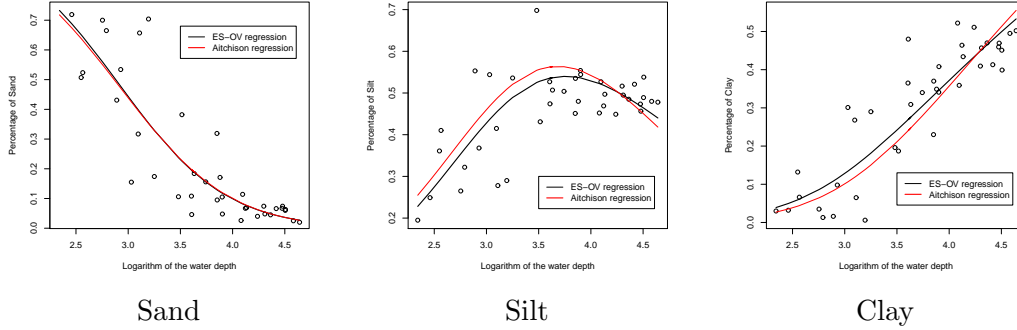 Percentage of Sand
0.7
0.6
0.5
0.4
0.3
0.2
0.1
0.0
ES−OV regression
Aitchison regression
2.5 3.0 3.5 4.0 4.5
Logarithm of the water depth
Sand
Percentage of Silt
0.7
0.6
0.5
0.4
0.3
0.2
ES−OV regression
Aitchison regression
2.5 3.0 3.5 4.0 4.5
Logarithm of the water depth
Silt
Percentage of Clay
0.5
0.4
0.3
0.2
0.1
0.0
ES−OV regression
Aitchison regression
2.5 3.0 3.5 4.0 4.5
Logarithm of the water depth
Clay